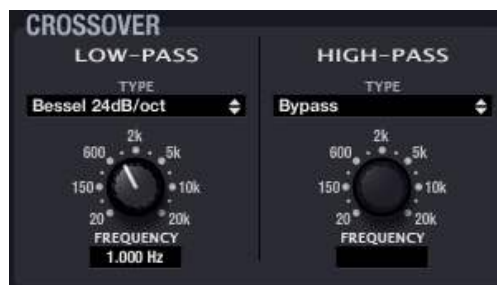 CROSSOVER
LOW-PASS
TYPE
Bessel 24dB/oct
2k
600 5k
150 10k
20 20k
FREQUENCY
1.000 Hz
HIGH-PASS
TYPE
Bypass
2k
600 5k
150 10k
20 20k
FREQUENCY